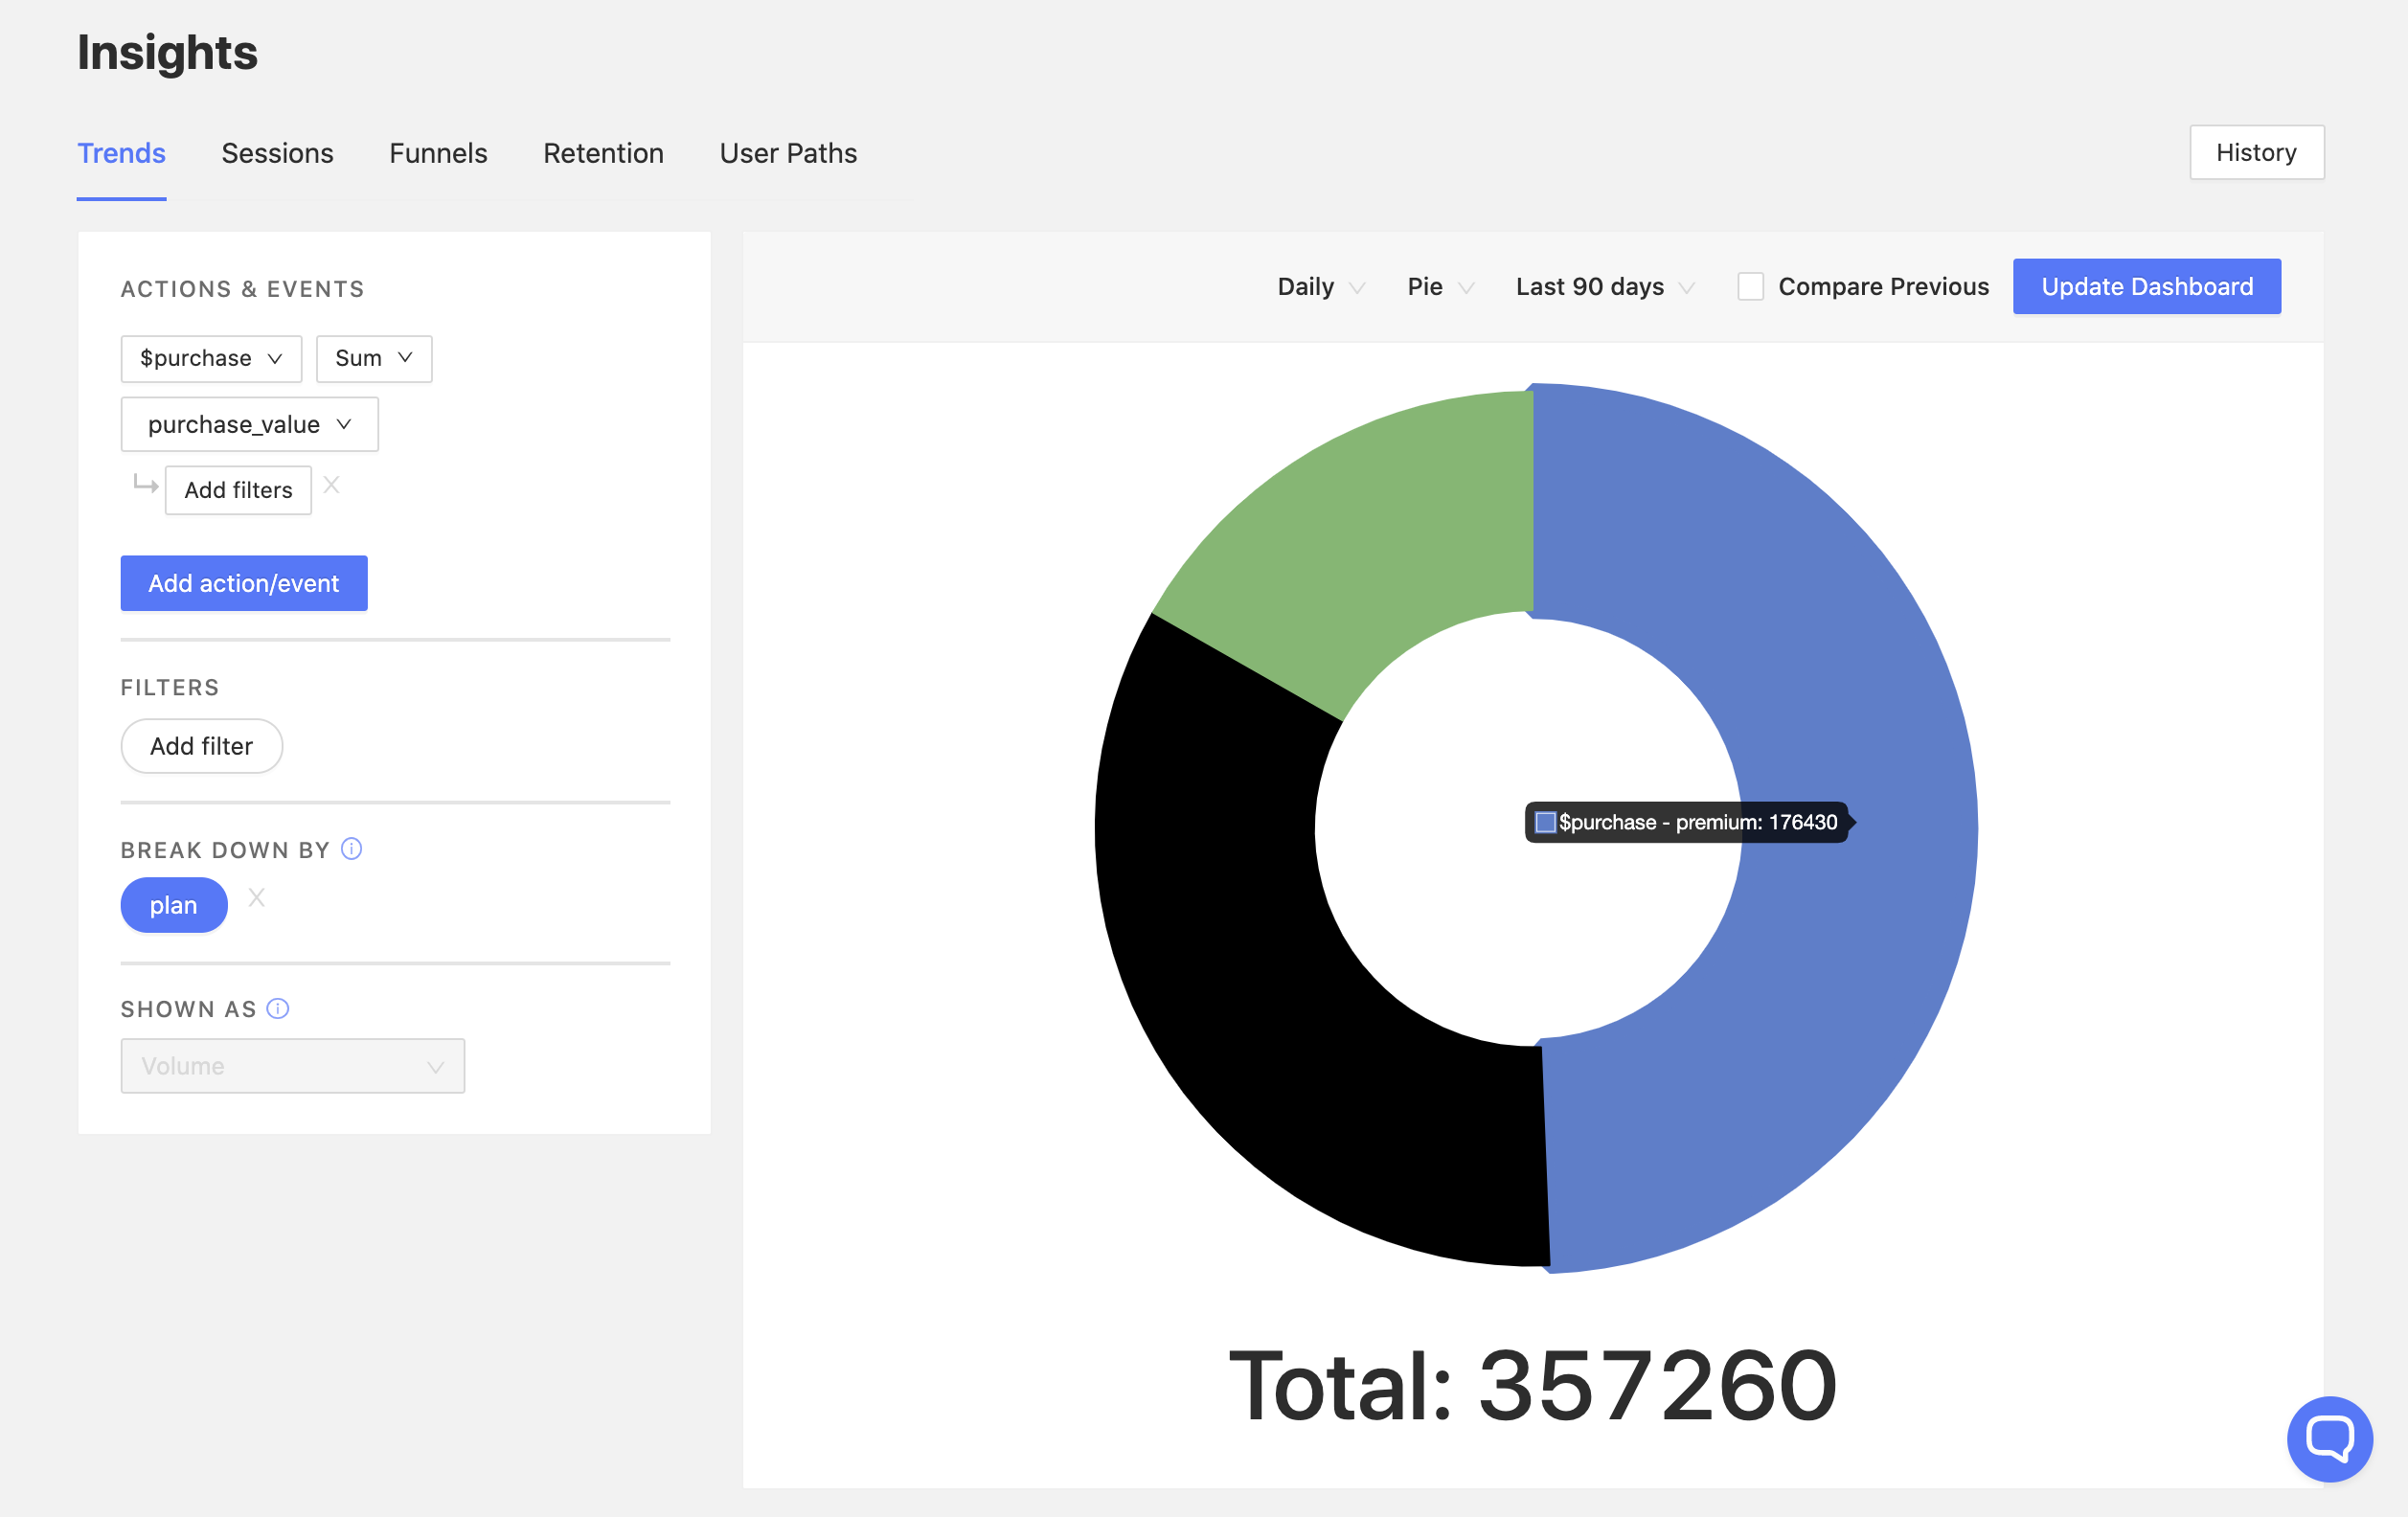 Insights
Trends Sessions Funnels Retention User Paths
History
ACTIONS & EVENTS
$purchase Sum
purchase_value
Add filters X
Add action/event
FILTERS
Add filter
BREAK DOWN BY
plan X
SHOWN AS
Volume
Daily Pie Last 90 days Compare Previous Update Dashboard
$purchase - premium: 176430
Total: 357260